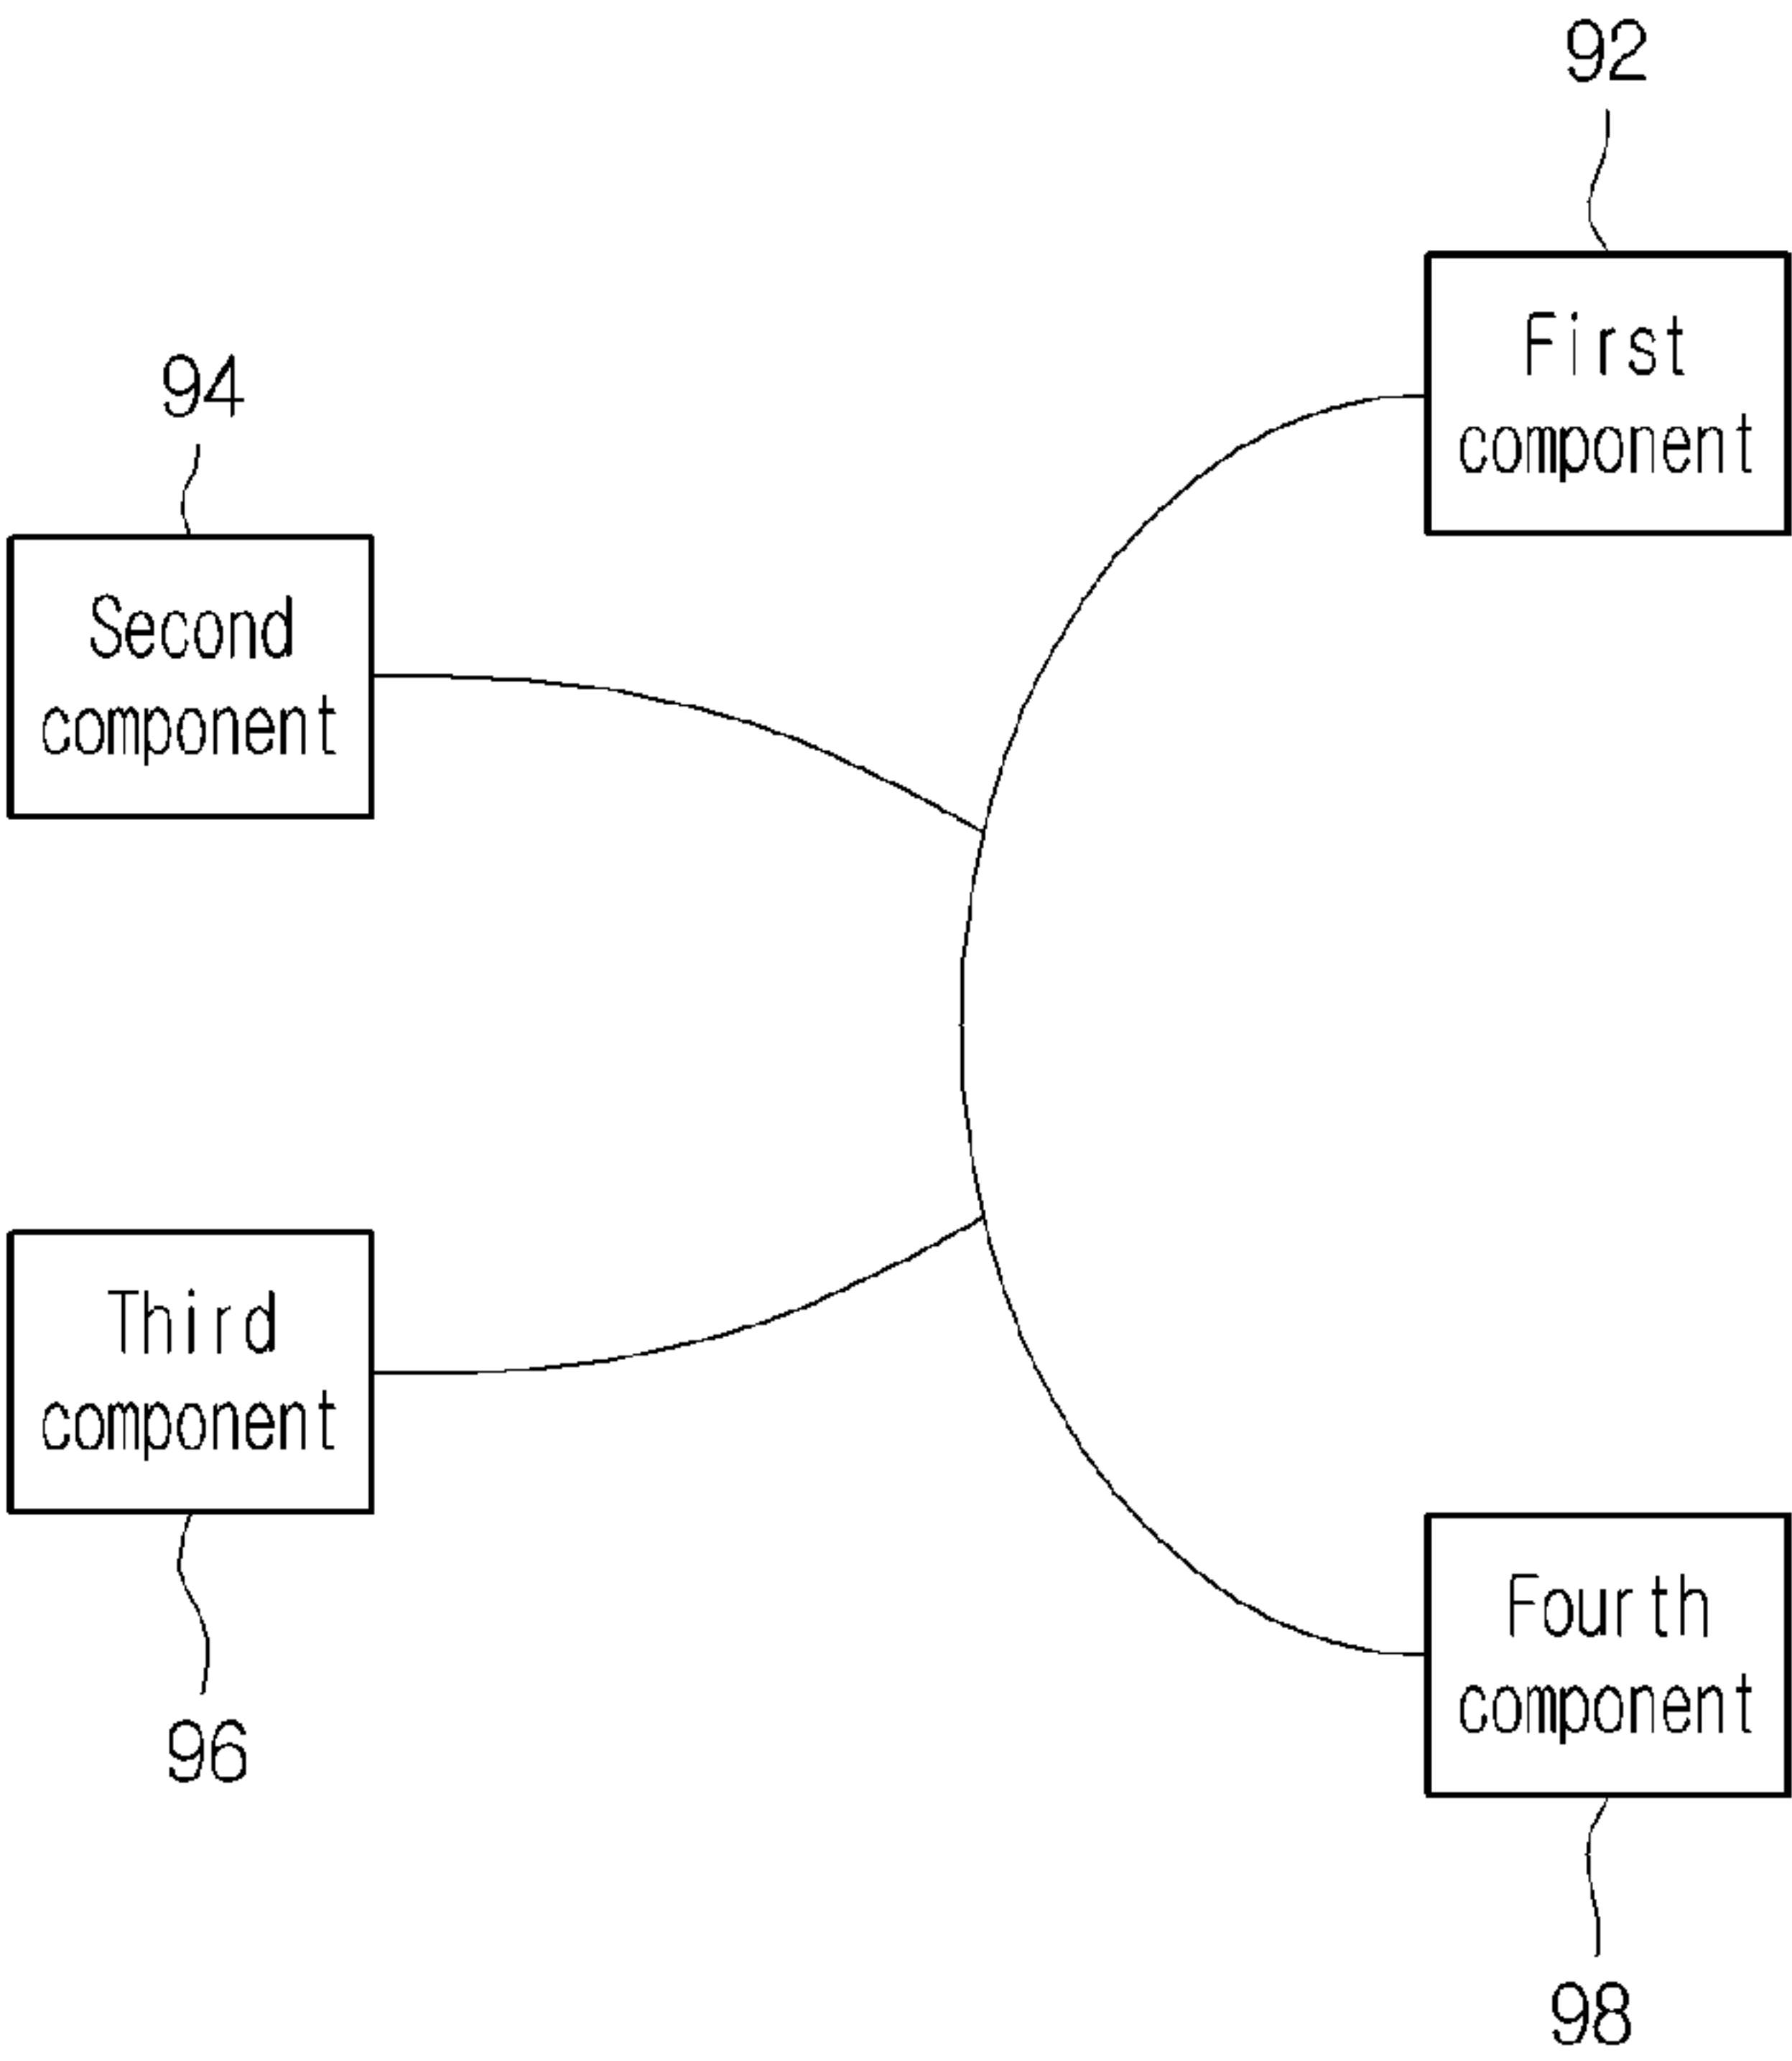 92
First
component
94
Second
component
Third
component
96
Fourth
component
98